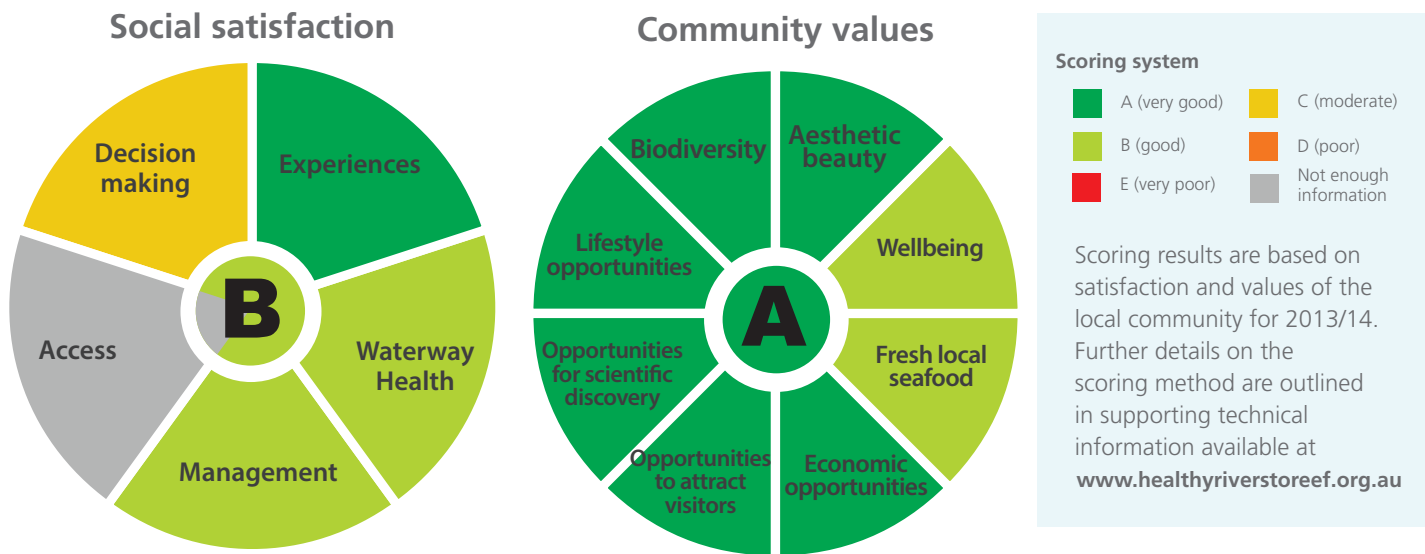 Social satisfaction
Decision
making
Experiences
Access
B
Waterway
Health
Management
Community values
Biodiversity
Aesthetic
beauty
Lifestyle
opportunities
Wellbeing
A
Opportunities
for scientific
discovery
Fresh local
seafood
Opportunities
to attract
visitors
Economic
opportunities
Scoring system
A (very good)
C (moderate)
B (good)
D (poor)
E (very poor)
Not enough
information
Scoring results are based on
satisfaction and values of the
local community for 2013/14.
Further details on the
scoring method are outlined
in supporting technical
information available at
www.healthyriverstoreef.org.au